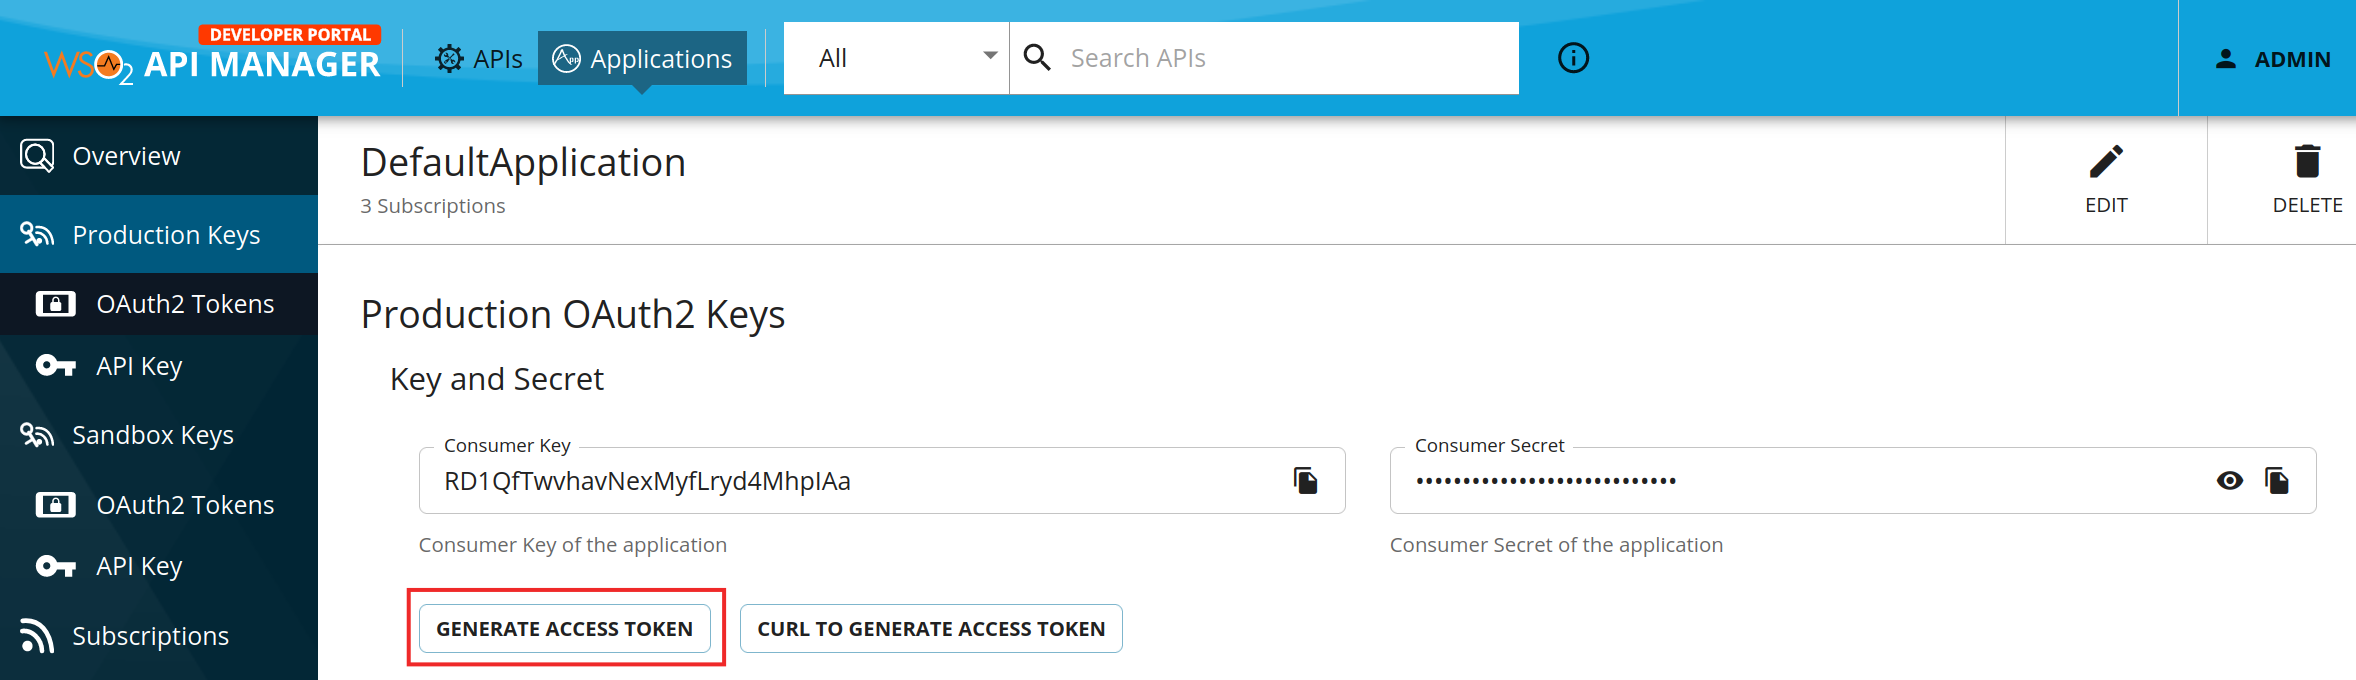 DEVELOPER PORTAL
WSO2 API MANAGER
APIs
Applications
All
Search APIs
ADMIN
Overview
Production Keys
OAuth2 Tokens
API Key
Sandbox Keys
OAuth2 Tokens
API Key
Subscriptions
DefaultApplication
3 Subscriptions
EDIT
DELETE
Production OAuth2 Keys
Key and Secret
Consumer Key
RD1QfTwvhavNexMyfLryd4MhpIAa
Consumer Key of the application
Consumer Secret
••••••••••••••••••••••••••••
Consumer Secret of the application
GENERATE ACCESS TOKEN
CURL TO GENERATE ACCESS TOKEN